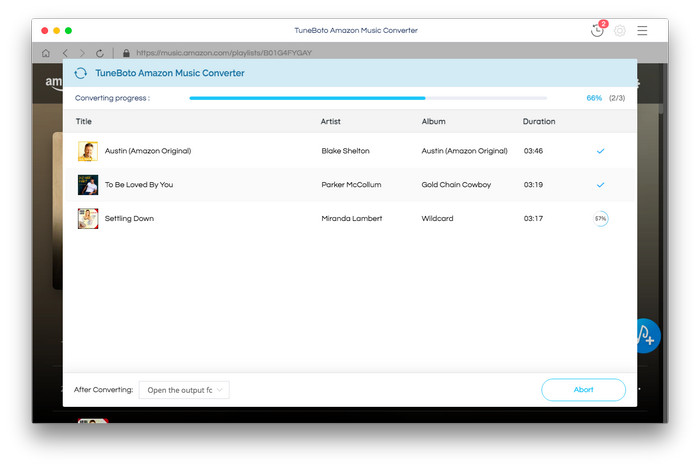 TuneBoto Amazon Music Converter
2
https://music.amazon.com/playlists/B01G4FYGAY
am
TuneBoto Amazon Music Converter
Converting progress : 66% (2/3)
Title Artist Album Duration
Austin (Amazon Original) Blake Shelton Austin (Amazon Original) 03:46
To Be Loved By You Parker McCollum Gold Chain Cowboy 03:19
Settling Down Miranda Lambert Wildcard 03:17 57%
After Converting: Open the output fc Abort